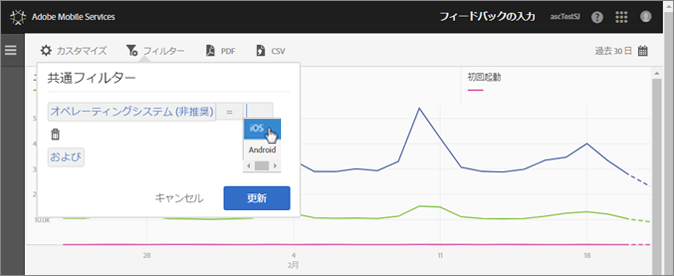 Adobe Mobile Services
フィードバックの入力
ascTestSJ
カスタマイズ
フィルター
PDF
CSV
過去 30 日
共通フィルター
初回起動
オペレーティングシステム (非推奨) =
iOS
Android
および
キャンセル
更新
28
4
11
18
2月